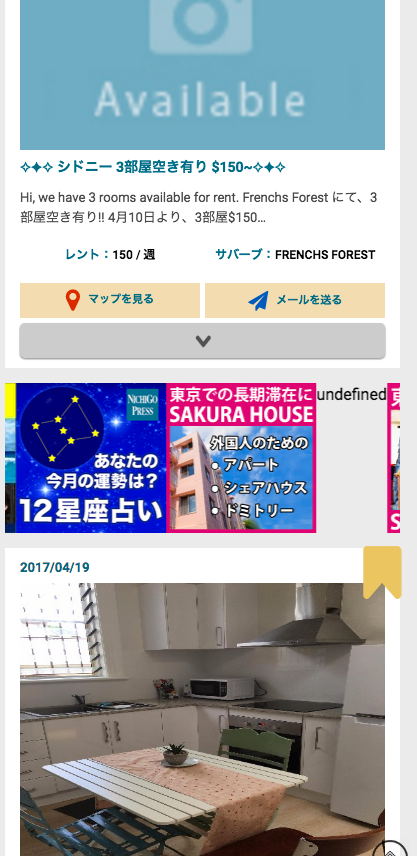 Available
✧✦✧ シドニー 3部屋空き有り $150~✧✦✧
Hi, we have 3 rooms available for rent. Frenchs Forest にて、3
部屋空き有り!! 4月10日より、3部屋$150...
レント：150 / 週
サバーブ：FRENCHS FOREST
マップを見る
メールを送る
NICHIGO
PRESS
あなたの
今月の運勢は？
12星座占い
東京での長期滞在に
SAKURA HOUSE
外国人のための
● アパート
● シェアハウス
● ドミトリー
undefined
2017/04/19